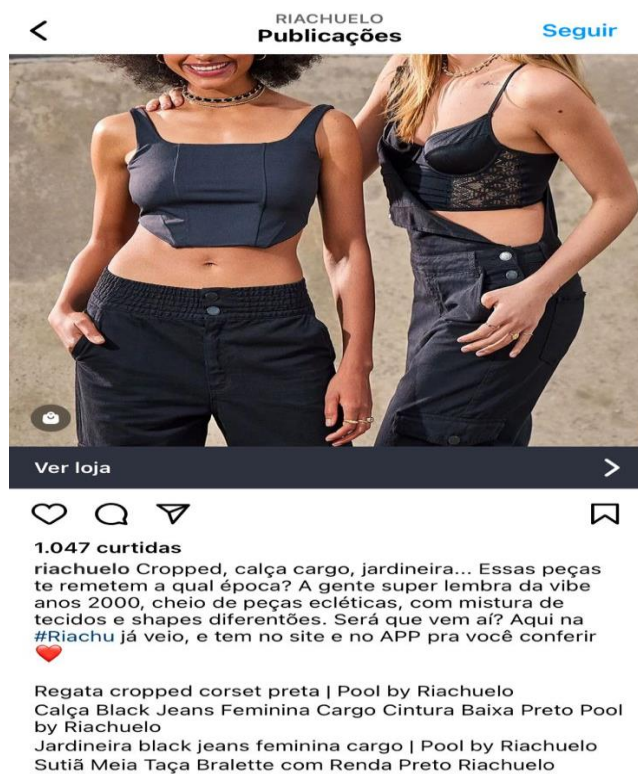 RIACHUELO
Publicações
Seguir
Ver loja
1.047 curtidas
riachuelo Cropped, calça cargo, jardineira... Essas peças
te remetem a qual época? A gente super lembra da vibe
anos 2000, cheio de peças ecléticas, com mistura de
tecidos e shapes diferentões. Será que vem aí? Aqui na
#Riachu já veio, e tem no site e no APP pra você conferir
❤️
Regata cropped corset preta | Pool by Riachuelo
Calça Black Jeans Feminina Cargo Cintura Baixa Preto Pool
by Riachuelo
Jardineira black jeans feminina cargo | Pool by Riachuelo
Sutiã Meia Taça Bralette com Renda Preto Riachuelo